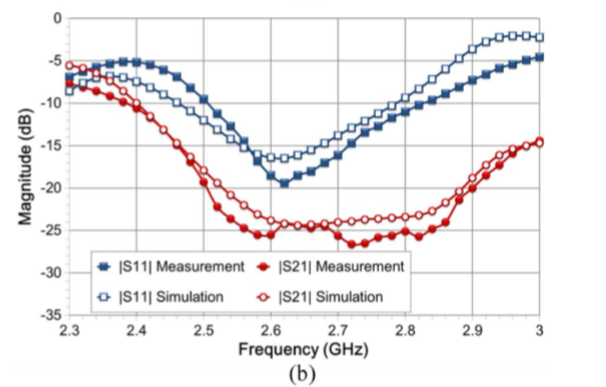 0
-5
-10
-15
-20
-25
-30
-35
Magnitude (dB)
|S11| Measurement |S21| Measurement
|S11| Simulation |S21| Simulation
2.3 2.4 2.5 2.6 2.7 2.8 2.9 3
Frequency (GHz)
(b)